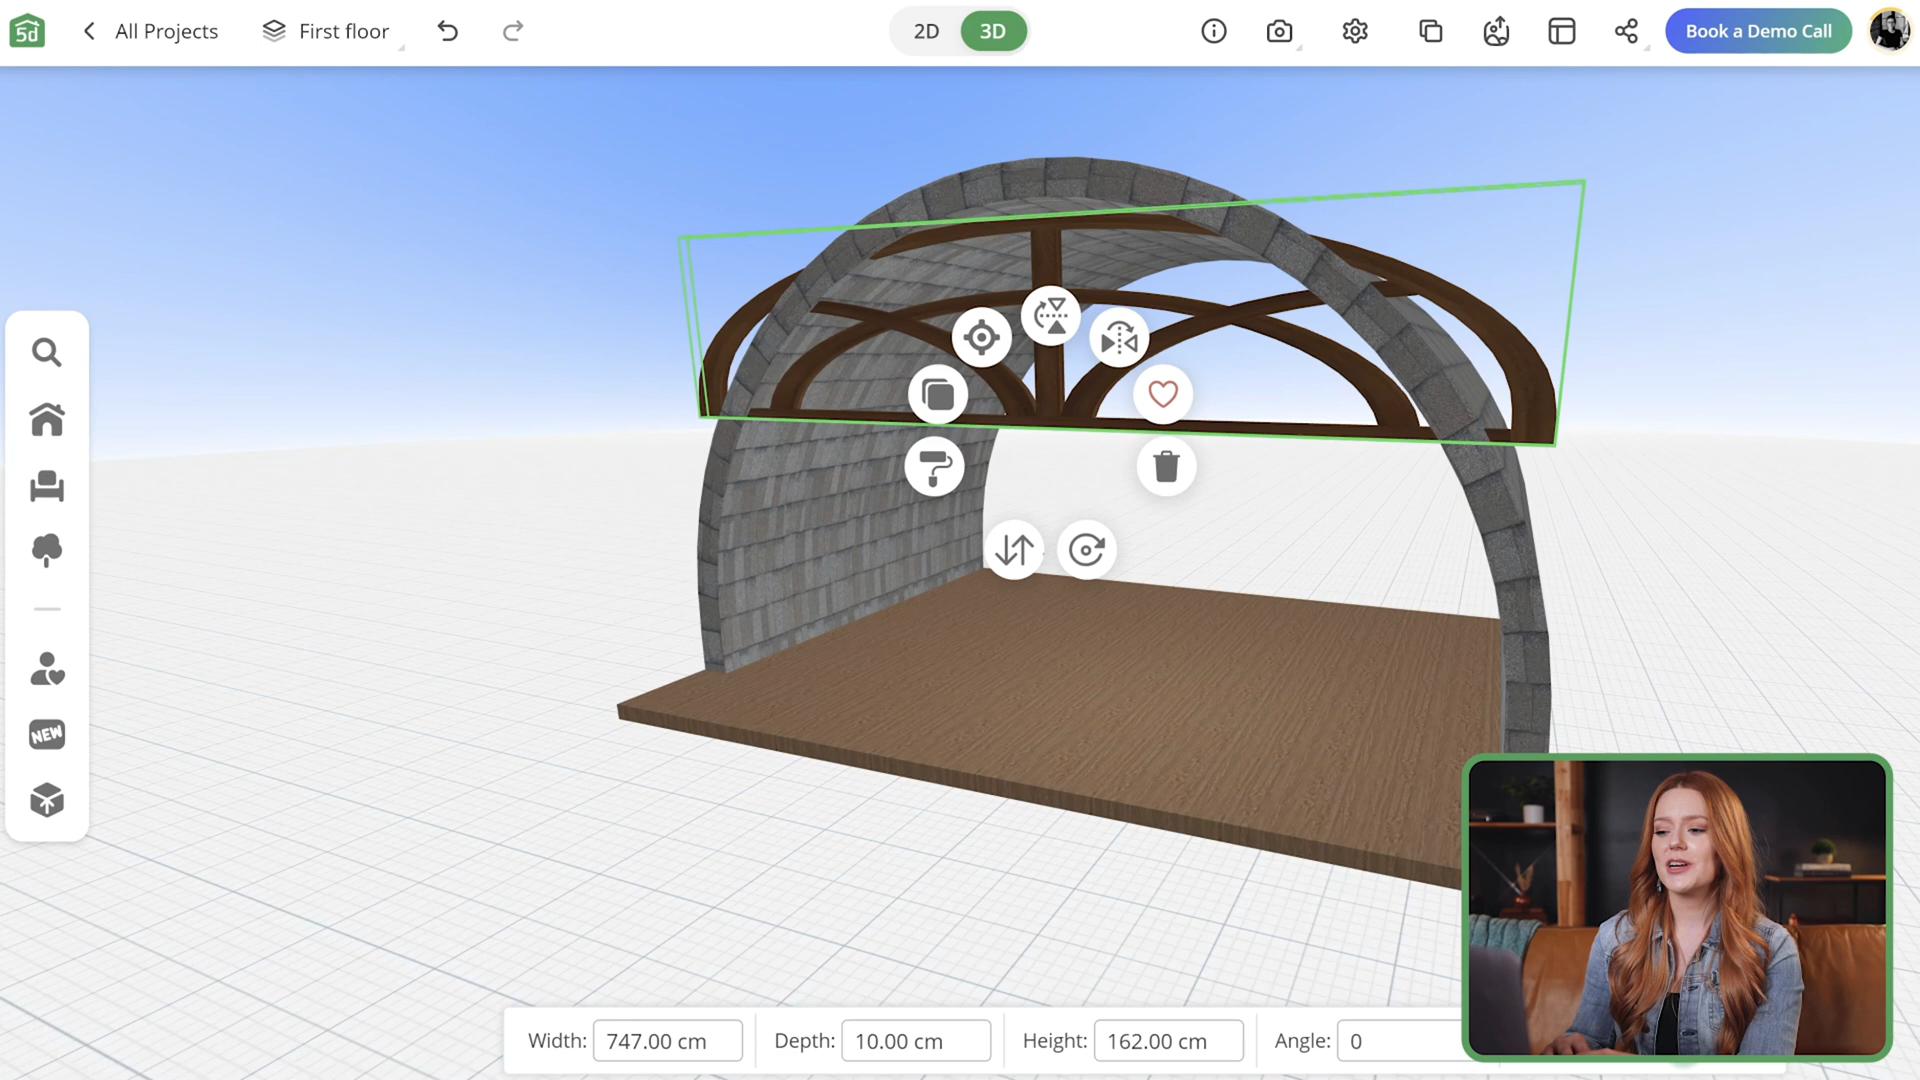 5d
All Projects
First floor
2D
3D
Book a Demo Call
NEW
Width: 747.00 cm
Depth: 10.00 cm
Height: 162.00 cm
Angle: 0